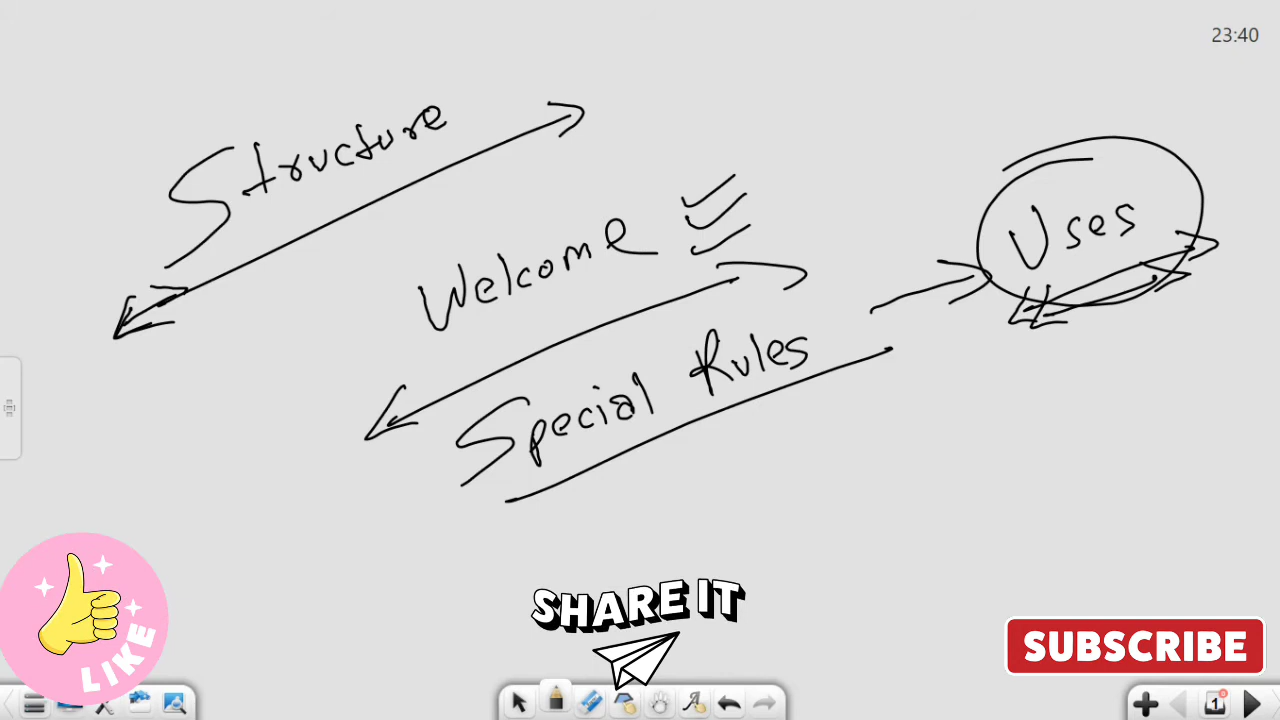 23:40
Structure
Welcome
Special Rules
Uses
LIKE
SHARE IT
SUBSCRIBE
1